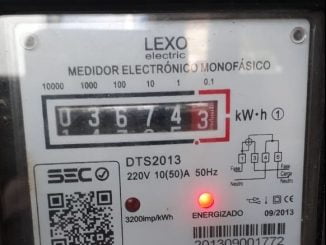 LEXO
electric
MEDIDOR ELECTRÓNICO MONOFÁSICO
10000 1000 100 10 1 0.1
0 3 6 7 4 3
kW·h 1
DTS2013
SEC
220V 10(50)A 50Hz
Fase
Fase
Neutro
Neutro
3200imp/kWh
ENERGIZADO
09/2013
201309001772